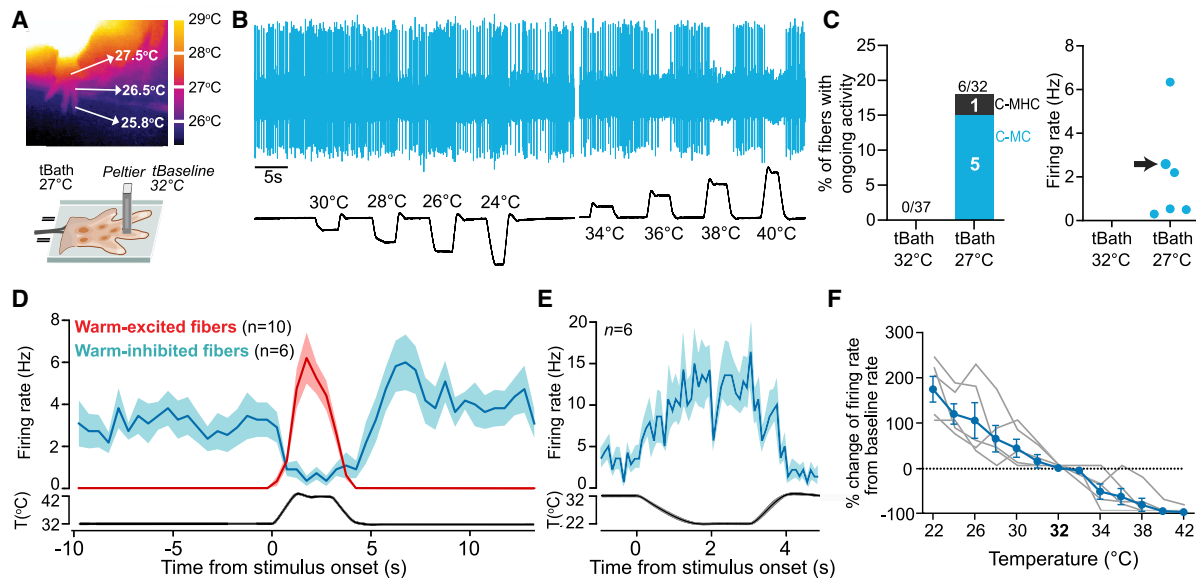 A
29°C
28°C
27°C
26°C
27.5°C
26.5°C
25.8°C
tBath
27°C
Peltier
tBaseline
32°C
B
5s
30°C
28°C
26°C
24°C
34°C
36°C
38°C
40°C
C
% of fibers with
ongoing activity
25
20
15
10
5
0
0/37
6/32
1
5
C-MHC
C-MC
tBath
32°C
tBath
27°C
Firing rate (Hz)
8
6
4
2
0
tBath
32°C
tBath
27°C
D
Warm-excited fibers (n=10)
Warm-inhibited fibers (n=6)
Firing rate (Hz)
8
6
4
2
0
T(°C)
42
32
-10
-5
0
5
10
Time from stimulus onset (s)
E
n=6
Firing rate (Hz)
20
15
10
5
0
T(°C)
32
22
0
2
4
Time from stimulus onset (s)
F
% change of firing rate
from baseline rate
300
200
100
0
-100
22
26
28
30
32
34
38
42
Temperature (°C)